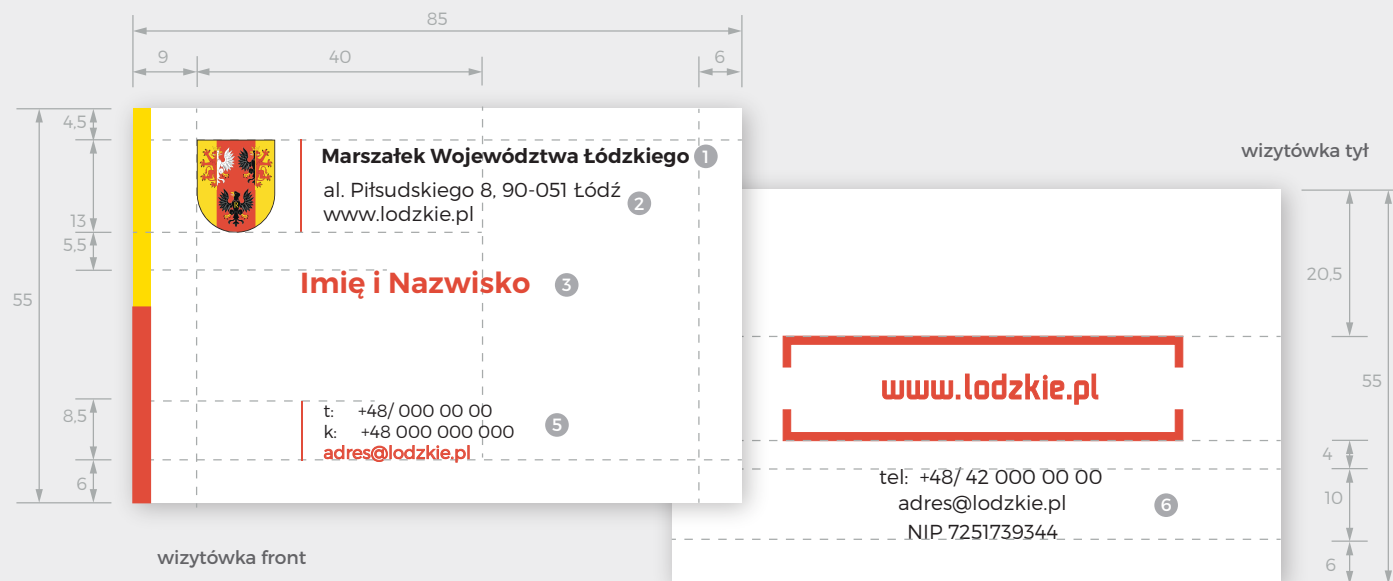 85
9
40
6
4,5
13
5,5
55
8,5
6
Marszałek Województwa Łódzkiego 1
al. Piłsudskiego 8, 90-051 Łódź
www.lodzkie.pl
2
Imię i Nazwisko 3
t: +48/ 000 00 00
k: +48 000 000 000
adres@lodzkie.pl
5
wizytówka front
wizytówka tył
www.lodzkie.pl
tel: +48/ 42 000 00 00
adres@lodzkie.pl
NIP 7251739344
6
20,5
55
4
10
6